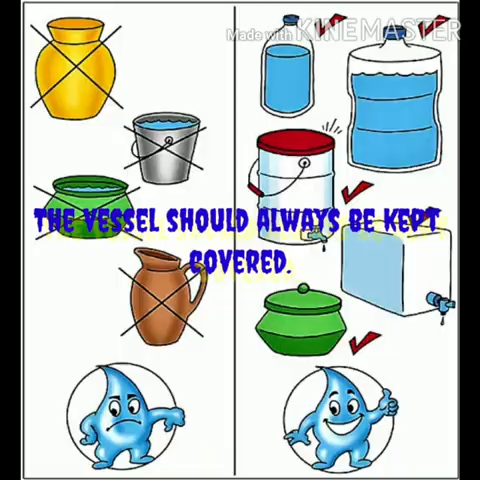 Made with KINEMASTER
THE VESSEL SHOULD ALWAYS BE KEPT
COVERED.